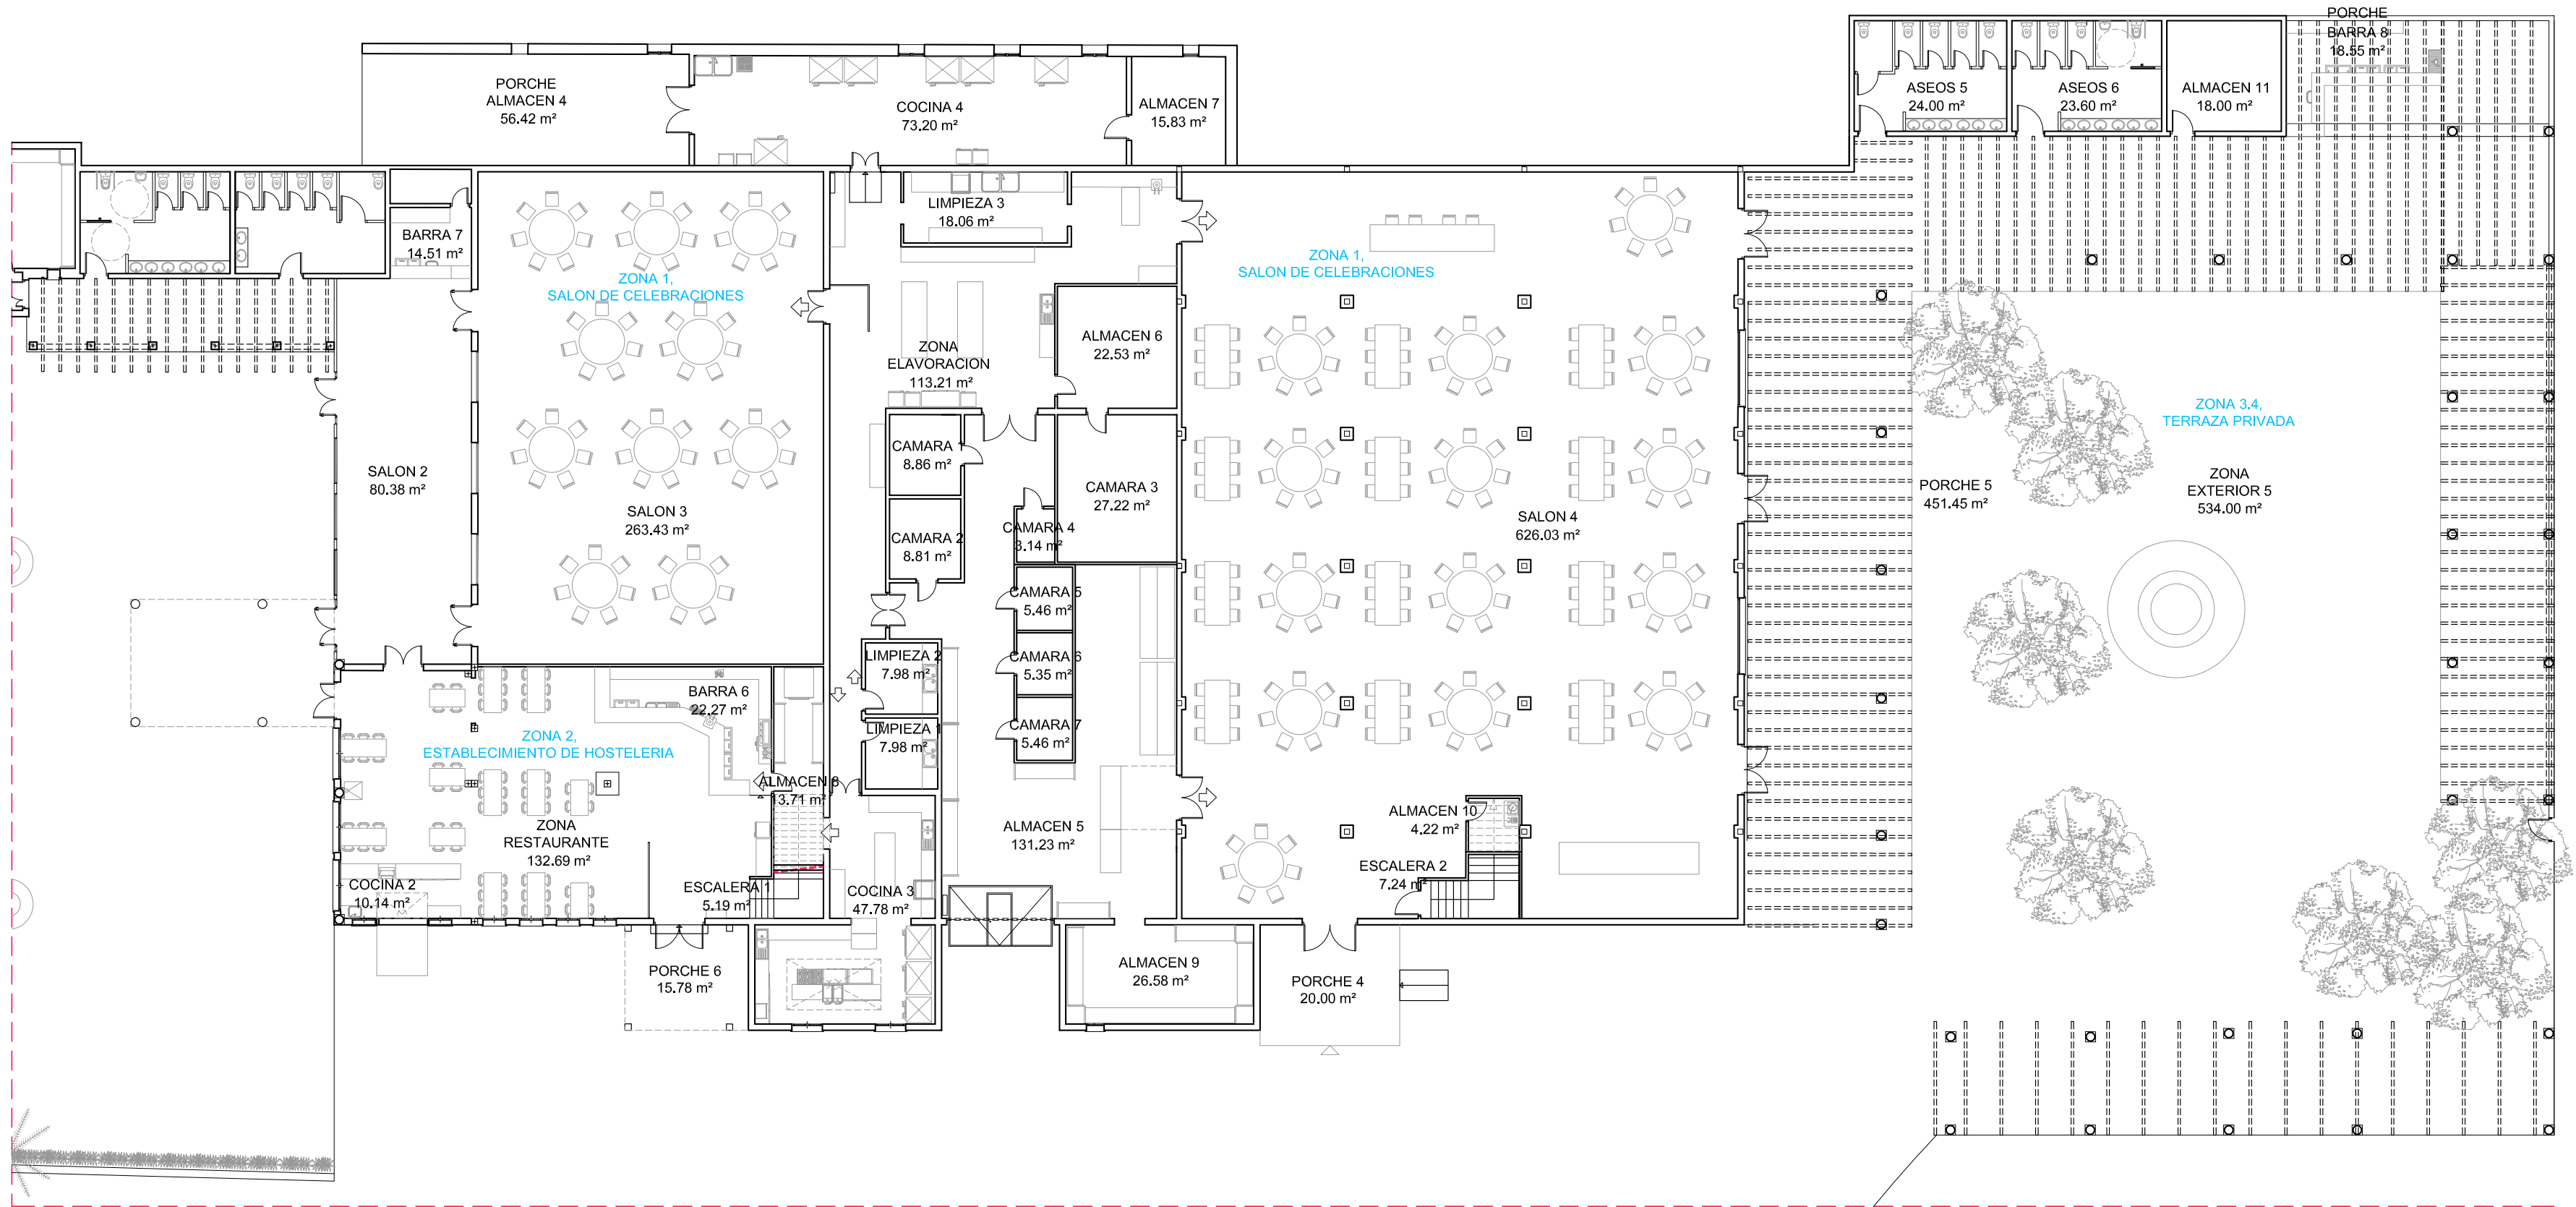 PORCHE
BARRA 8
18.55 m²
PORCHE
ALMACEN 4
56.42 m²
COCINA 4
73.20 m²
ALMACEN 7
15.83 m²
ASEOS 5
24.00 m²
ASEOS 6
23.60 m²
ALMACEN 11
18.00 m²
BARRA 7
14.51 m²
LIMPIEZA 3
18.06 m²
ZONA 1,
SALON DE CELEBRACIONES
ZONA 1,
SALON DE CELEBRACIONES
ZONA
ELAVORACION
113.21 m²
ALMACEN 6
22.53 m²
ZONA 3.4,
TERRAZA PRIVADA
SALON 2
80.38 m²
CAMARA 1
8.86 m²
CAMARA 3
27.22 m²
PORCHE 5
451.45 m²
ZONA
EXTERIOR 5
534.00 m²
SALON 3
263.43 m²
CAMARA 2
8.81 m²
CAMARA 4
3.14 m²
SALON 4
626.03 m²
CAMARA 5
5.46 m²
LIMPIEZA 2
7.98 m²
CAMARA 6
5.35 m²
BARRA 6
22.27 m²
LIMPIEZA 1
7.98 m²
CAMARA 7
5.46 m²
ZONA 2,
ESTABLECIMIENTO DE HOSTELERIA
ALMACEN 8
13.71 m²
ZONA
RESTAURANTE
132.69 m²
ALMACEN 5
131.23 m²
ALMACEN 10
4.22 m²
ESCALERA 2
7.24 m²
COCINA 2
10.14 m²
ESCALERA 1
5.19 m²
COCINA 3
47.78 m²
PORCHE 6
15.78 m²
ALMACEN 9
26.58 m²
PORCHE 4
20.00 m²